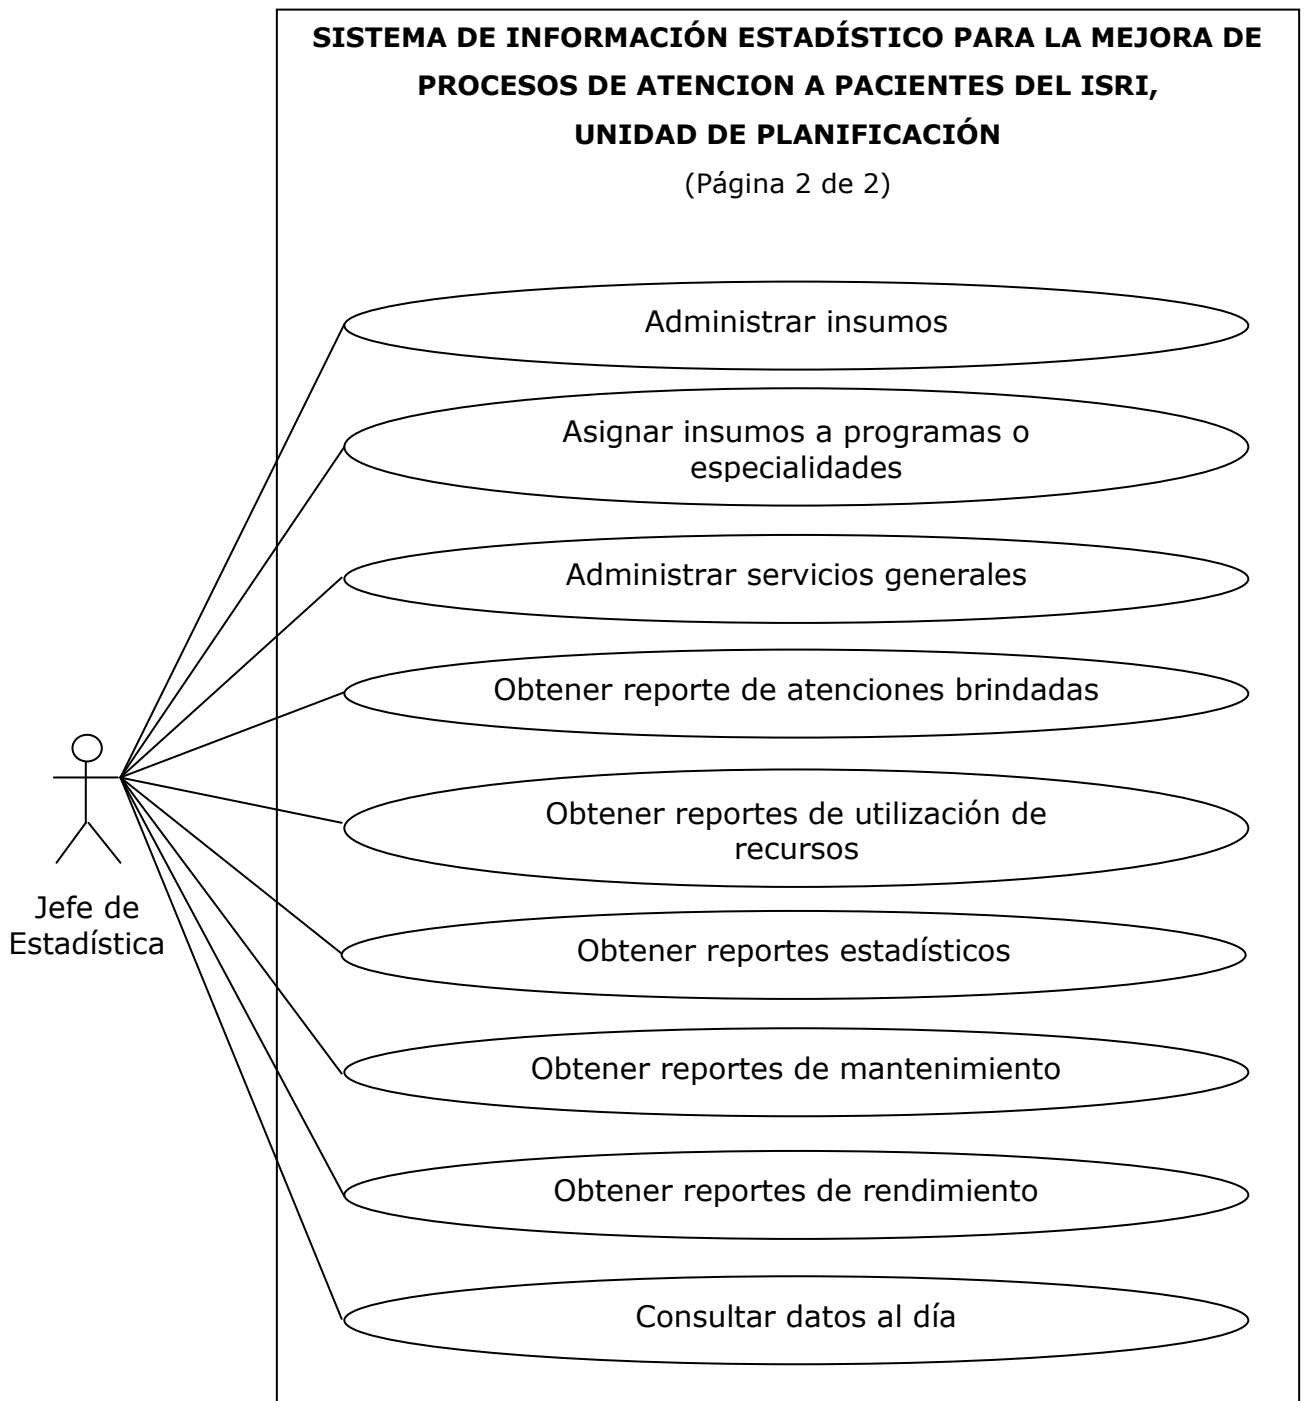 SISTEMA DE INFORMACIÓN ESTADÍSTICO PARA LA MEJORA DE
PROCESOS DE ATENCION A PACIENTES DEL ISRI,
UNIDAD DE PLANIFICACIÓN
(Página 2 de 2)
Administrar insumos
Asignar insumos a programas o
especialidades
Administrar servicios generales
Obtener reporte de atenciones brindadas
Obtener reportes de utilización de
recursos
Jefe de
Estadística
Obtener reportes estadísticos
Obtener reportes de mantenimiento
Obtener reportes de rendimiento
Consultar datos al día